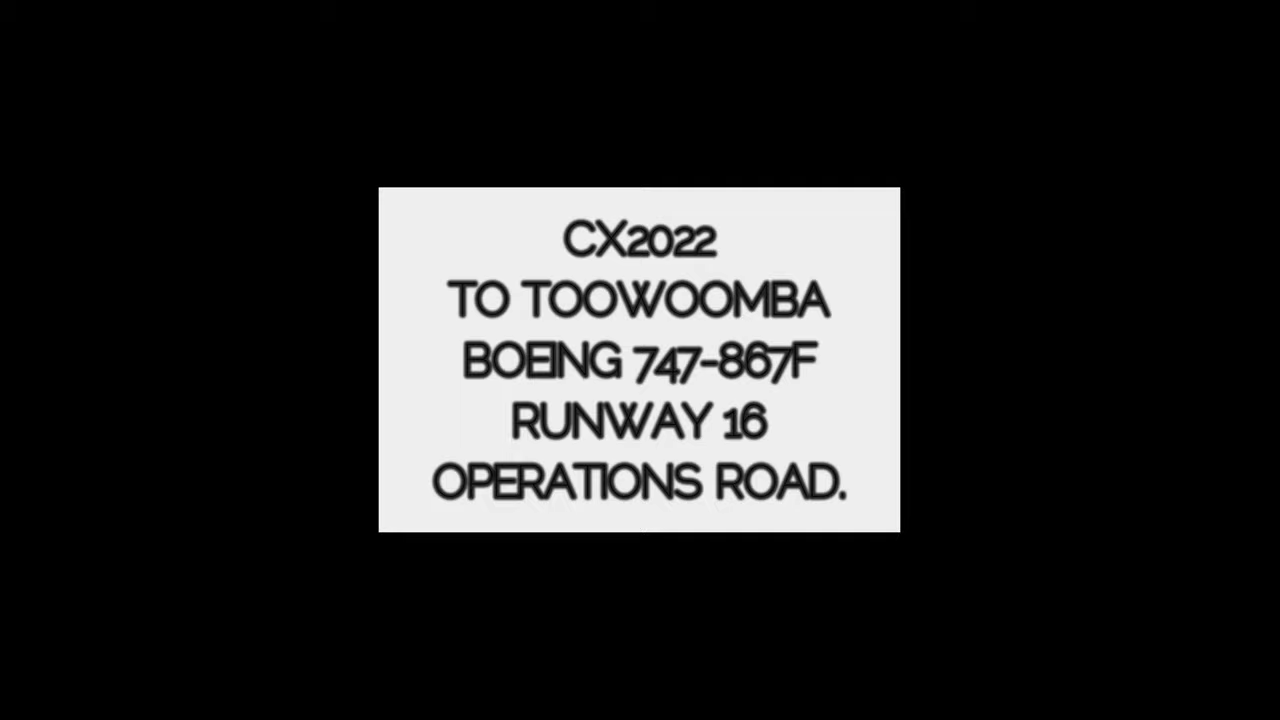 CX2022
TO TOOWOOMBA
BOEING 747-867F
RUNWAY 16
OPERATIONS ROAD.